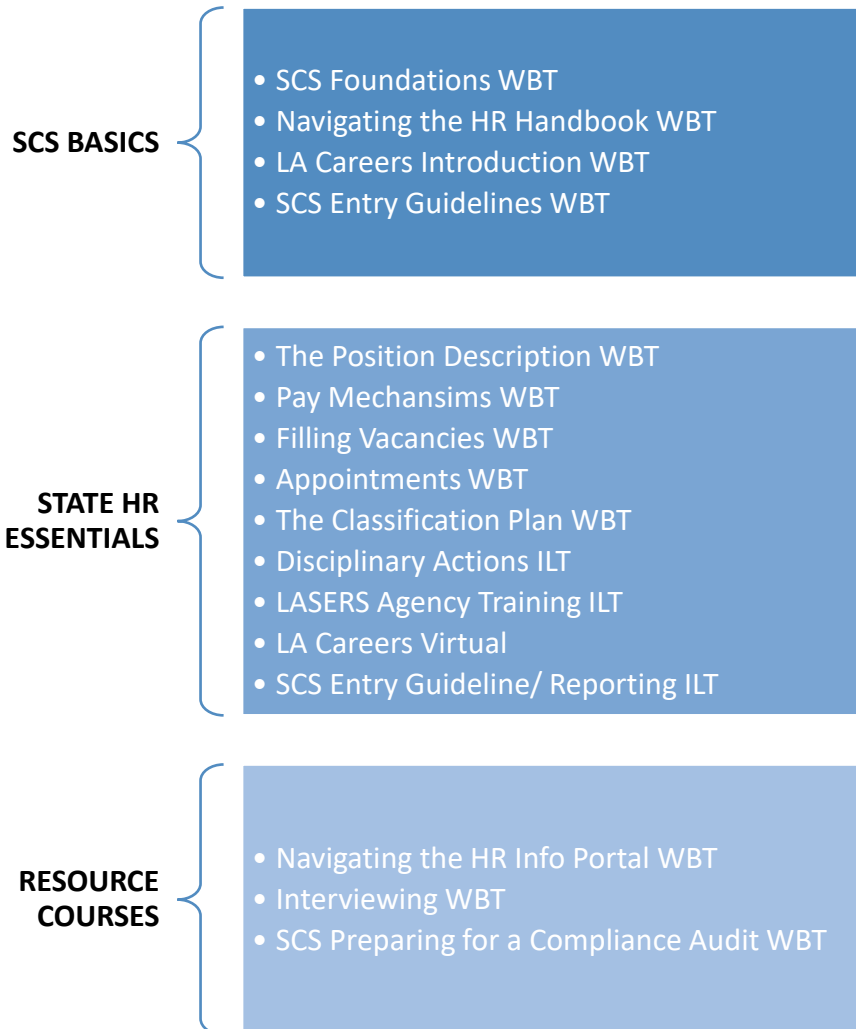 SCS BASICS
• SCS Foundations WBT
• Navigating the HR Handbook WBT
• LA Careers Introduction WBT
• SCS Entry Guidelines WBT
STATE HR
ESSENTIALS
• The Position Description WBT
• Pay Mechansims WBT
• Filling Vacancies WBT
• Appointments WBT
• The Classification Plan WBT
• Disciplinary Actions ILT
• LASERS Agency Training ILT
• LA Careers Virtual
• SCS Entry Guideline/ Reporting ILT
RESOURCE
COURSES
• Navigating the HR Info Portal WBT
• Interviewing WBT
• SCS Preparing for a Compliance Audit WBT